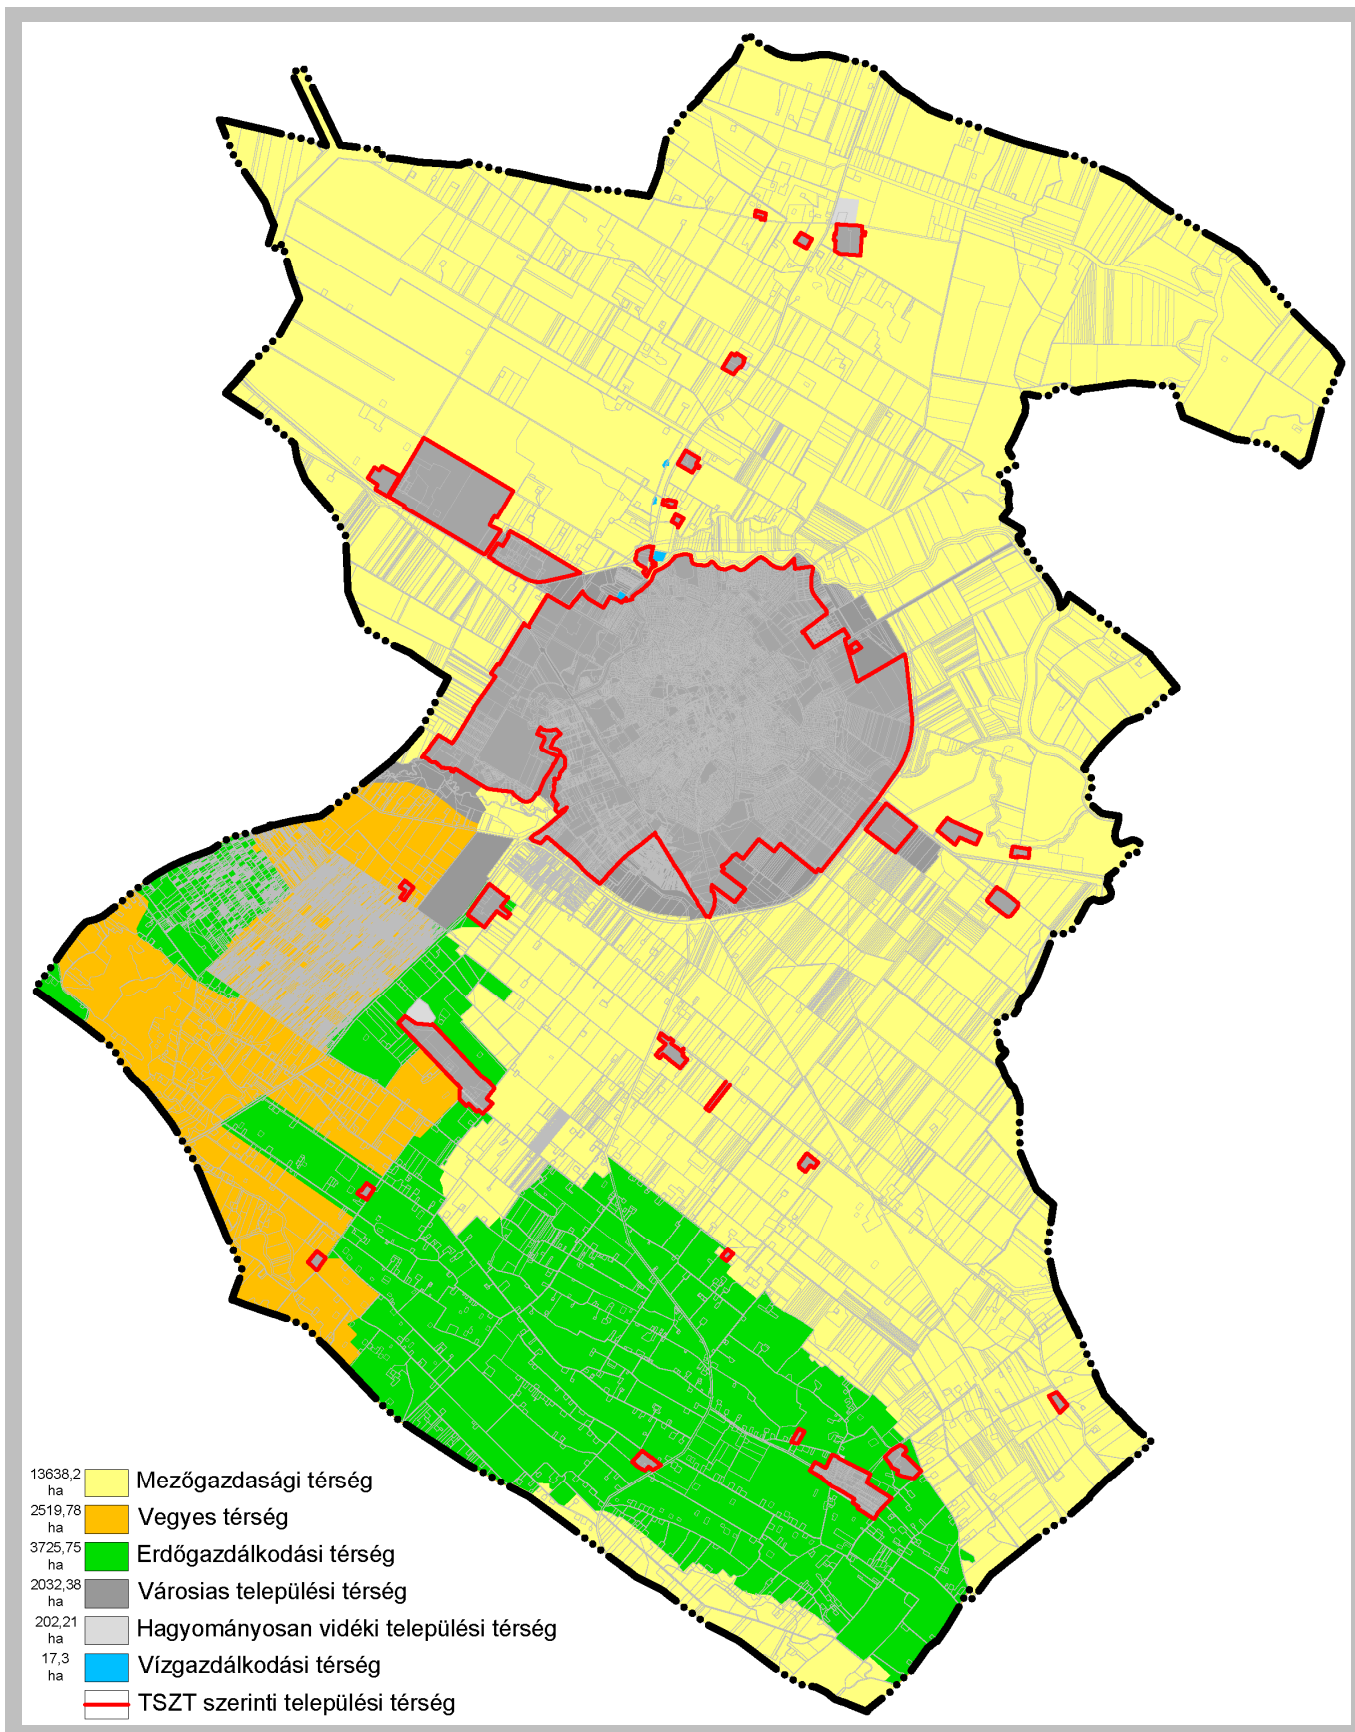 13638,2
ha
Mezőgazdasági térség
2519,78
ha
Vegyes térség
3725,75
ha
Erdőgazdálkodási térség
2032,38
ha
Városias települési térség
202,21
ha
Hagyományosan vidéki települési térség
17,3
ha
Vízgazdálkodási térség
TSZT szerinti települési térség